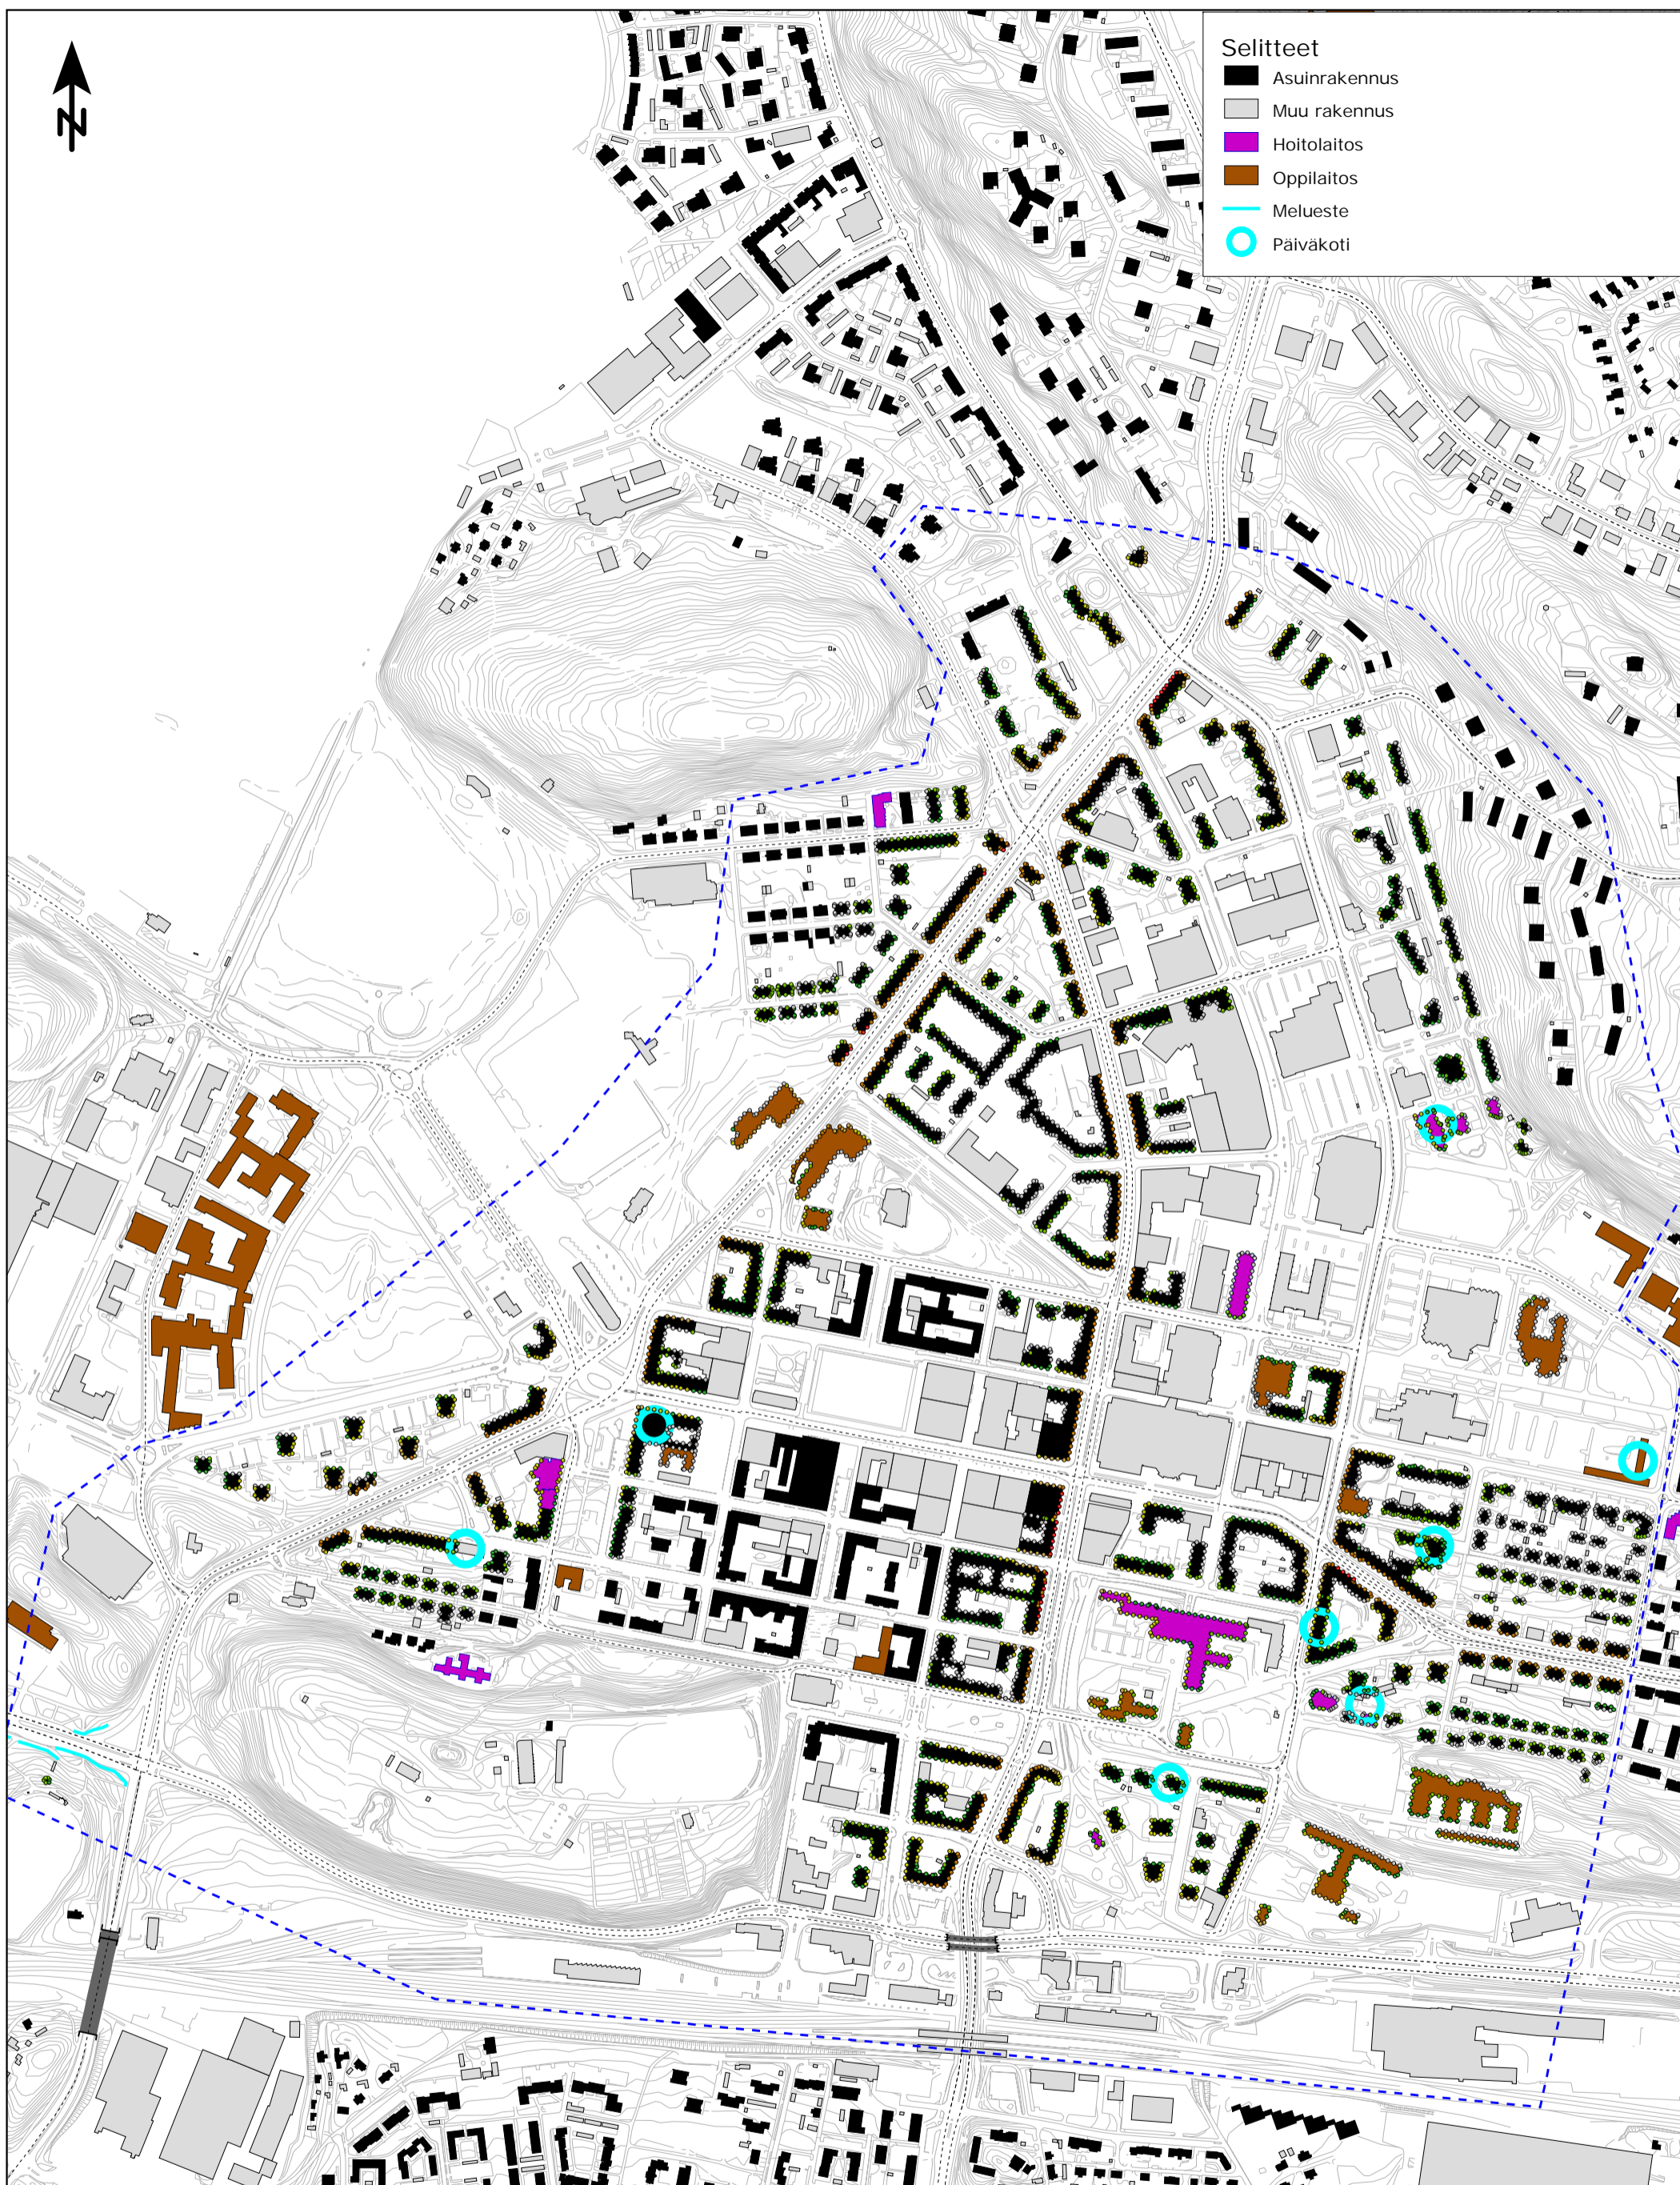 N
Selitteet
Asuinrakennus
Muu rakennus
Hoitolaitos
Oppilaitos
Melueste
Päiväkoti